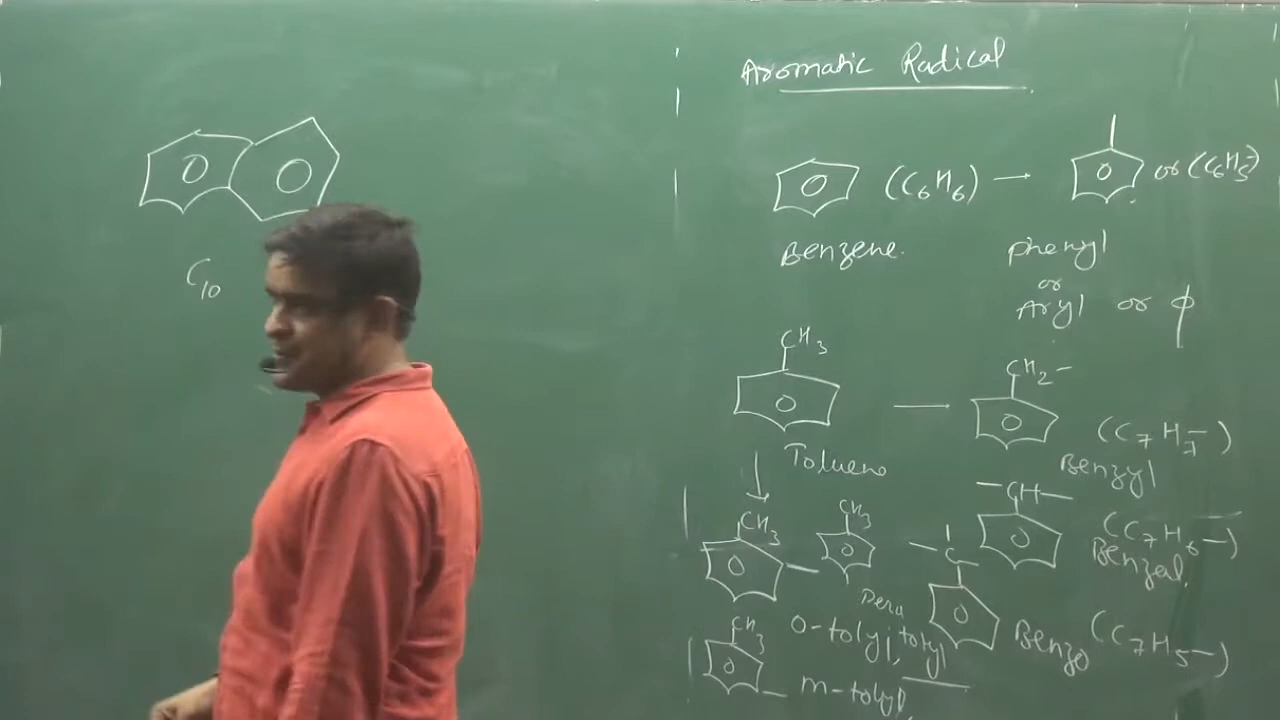 Aromatic Radical
(C6H6) → or (C6H5-)
Benzene.
Phenyl
or
Aryl or ϕ
CH3
CH2-
Toluene
(C7H7-)
Benzyl
-CH-
(C7H6-)
Benzal.
CH3
CH3
-C-
para
tolyl
o-tolyl,
Benzo (C7H5-)
CH3
m-tolyl,
C10